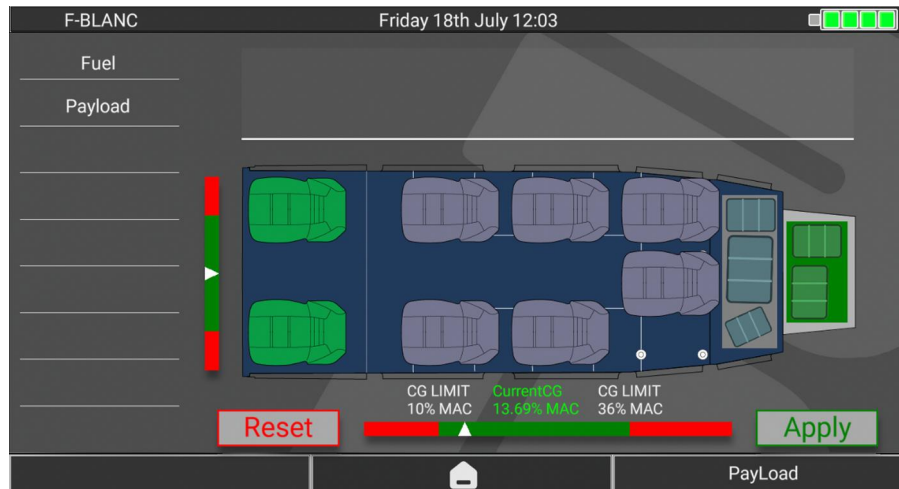 F-BLANC
Friday 18th July 12:03
Fuel
Payload
CG LIMIT
10% MAC
CurrentCG
13.69% MAC
CG LIMIT
36% MAC
Reset
Apply
PayLoad